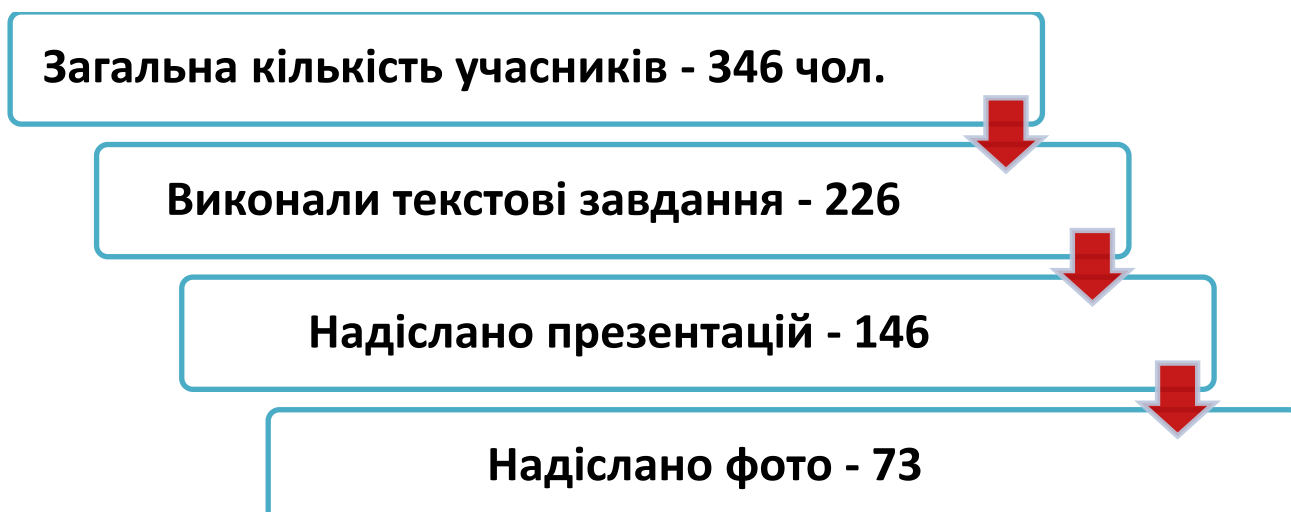 Загальна кількість учасників - 346 чол.
Виконали текстові завдання - 226
Надіслано презентацій - 146
Надіслано фото - 73